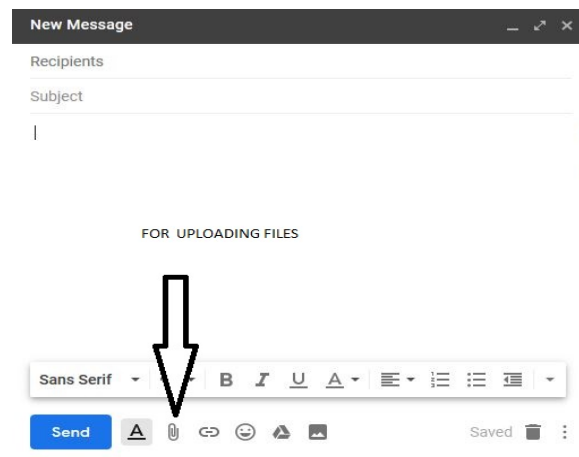 New Message
Recipients
Subject
FOR UPLOADING FILES
Sans Serif
B I U A
Send A Saved